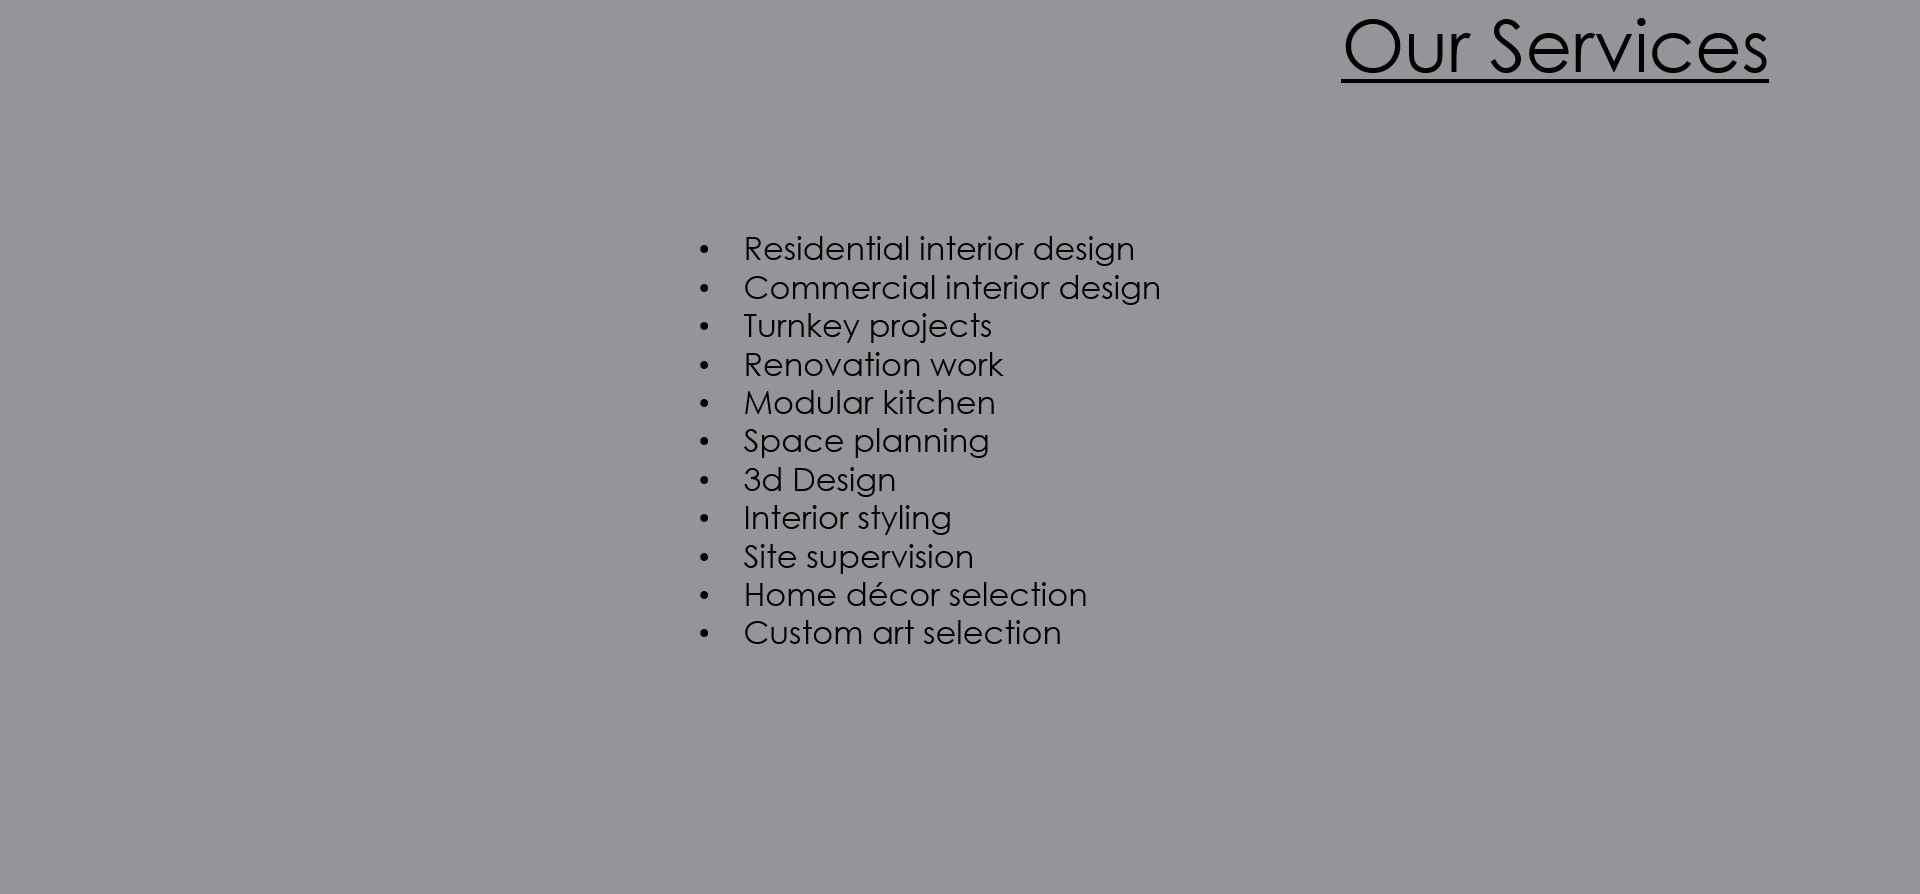 Our Services
• Residential interior design
• Commercial interior design
• Turnkey projects
• Renovation work
• Modular kitchen
• Space planning
• 3d Design
• Interior styling
• Site supervision
• Home décor selection
• Custom art selection